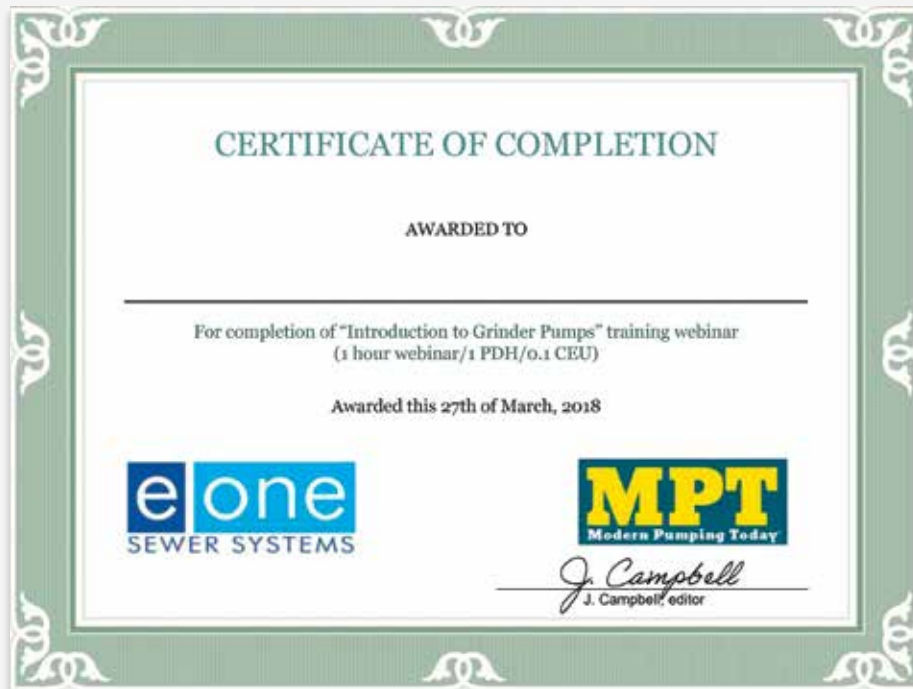 CERTIFICATE OF COMPLETION
AWARDED TO
For completion of “Introduction to Grinder Pumps” training webinar
(1 hour webinar/1 PDH/0.1 CEU)
Awarded this 27th of March, 2018
e one
SEWER SYSTEMS
MPT
Modern Pumping Today
J. Campbell
J. Campbell, editor